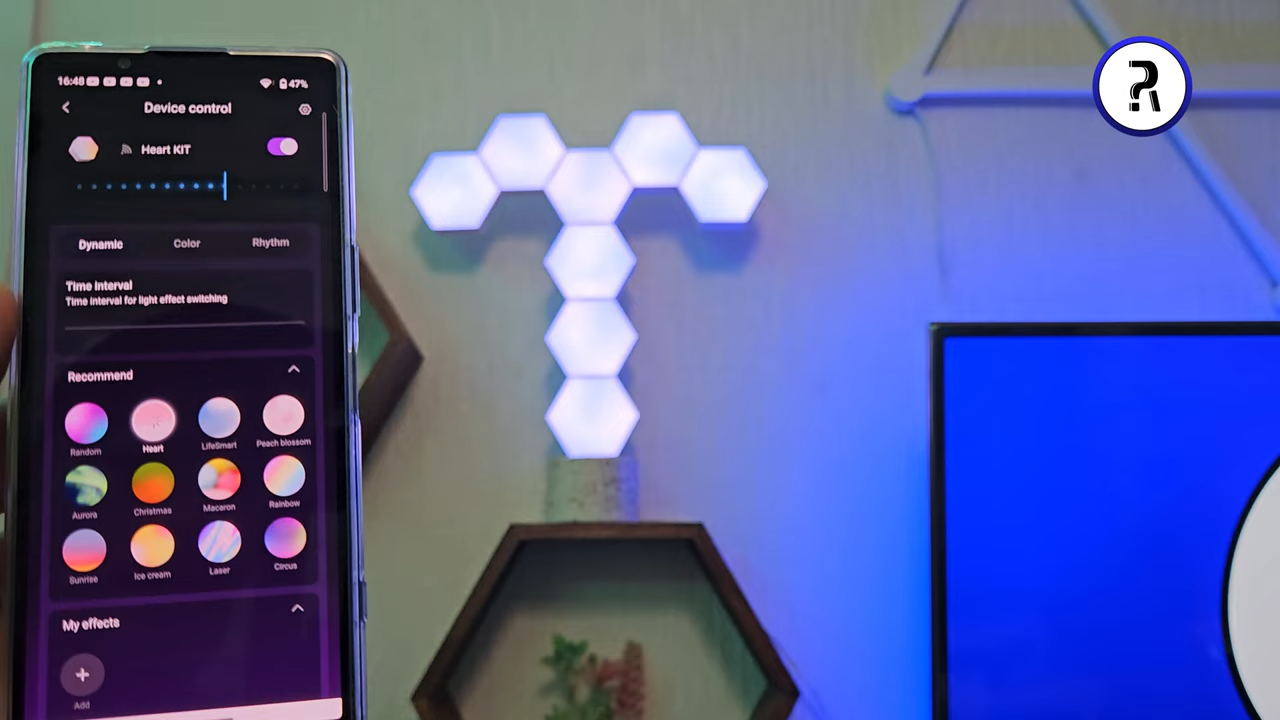 16:48
47%
Device control
Heart KIT
Dynamic Color Rhythm
Time Interval
Time interval for light effect switching
Recommend
Random Heart LifeSmart Peach blossom
Aurora Christmas Macaron Rainbow
Sunrise Ice cream Laser Circus
My effects
+
Add